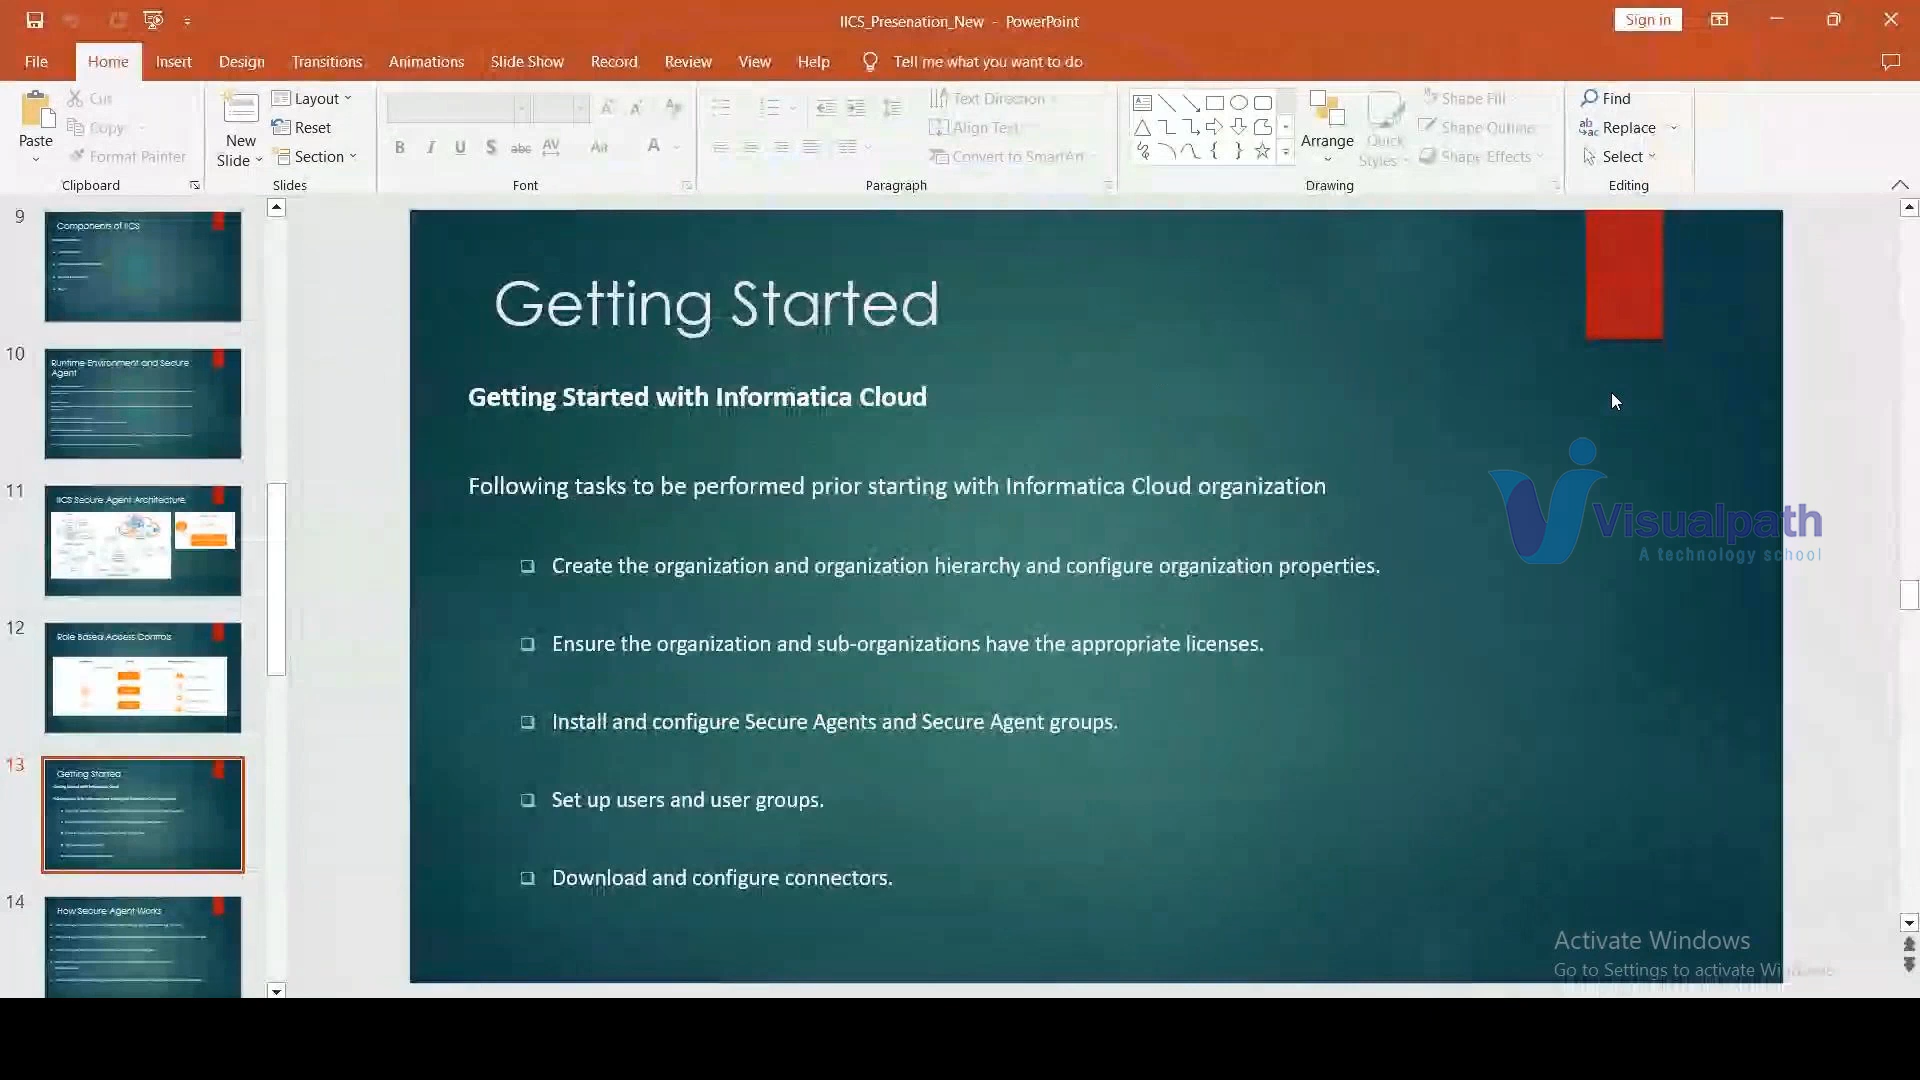 IICS_Presenation_New - PowerPoint
Sign in
File
Home
Insert
Design
Transitions
Animations
Slide Show
Record
Review
View
Help
Tell me what you want to do
Paste
Cut
Copy
Format Painter
Clipboard
New Slide
Layout
Reset
Section
Slides
Font
Text Direction
Align Text
Convert to SmartArt
Paragraph
Arrange
Quick Styles
Shape Fill
Shape Outline
Shape Effects
Drawing
Find
Replace
Select
Editing
9
Components of IICS
10
Runtime Environment and Secure
Agent
11
IICS Secure Agent Architecture
12
Role Based Access Controls
13
Getting Started
Getting Started with Informatica Cloud
14
How Secure Agent Works
Getting Started
Getting Started with Informatica Cloud
Following tasks to be performed prior starting with Informatica Cloud organization
Create the organization and organization hierarchy and configure organization properties.
Ensure the organization and sub-organizations have the appropriate licenses.
Install and configure Secure Agents and Secure Agent groups.
Set up users and user groups.
Download and configure connectors.
Visualpath
A technology school
Activate Windows
Go to Settings to activate Windows